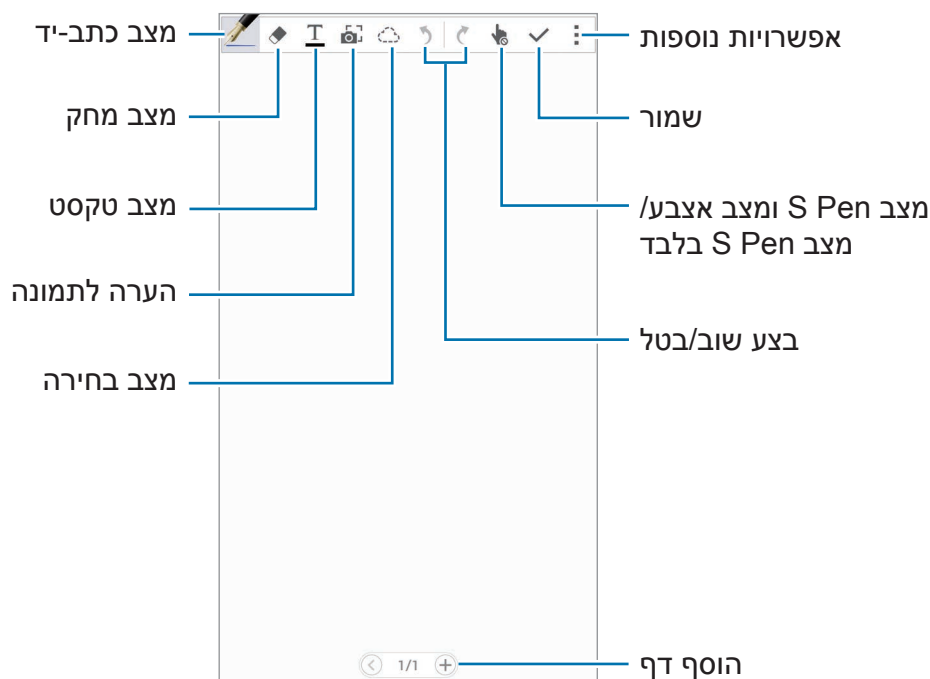 מצב כתב-יד
אפשרויות נוספות
מצב מחק
שמור
מצב טקסט
מצב S Pen ומצב אצבע/
מצב S Pen בלבד
הערה לתמונה
בצע שוב/בטל
מצב בחירה
T
1/1
הוסף דף